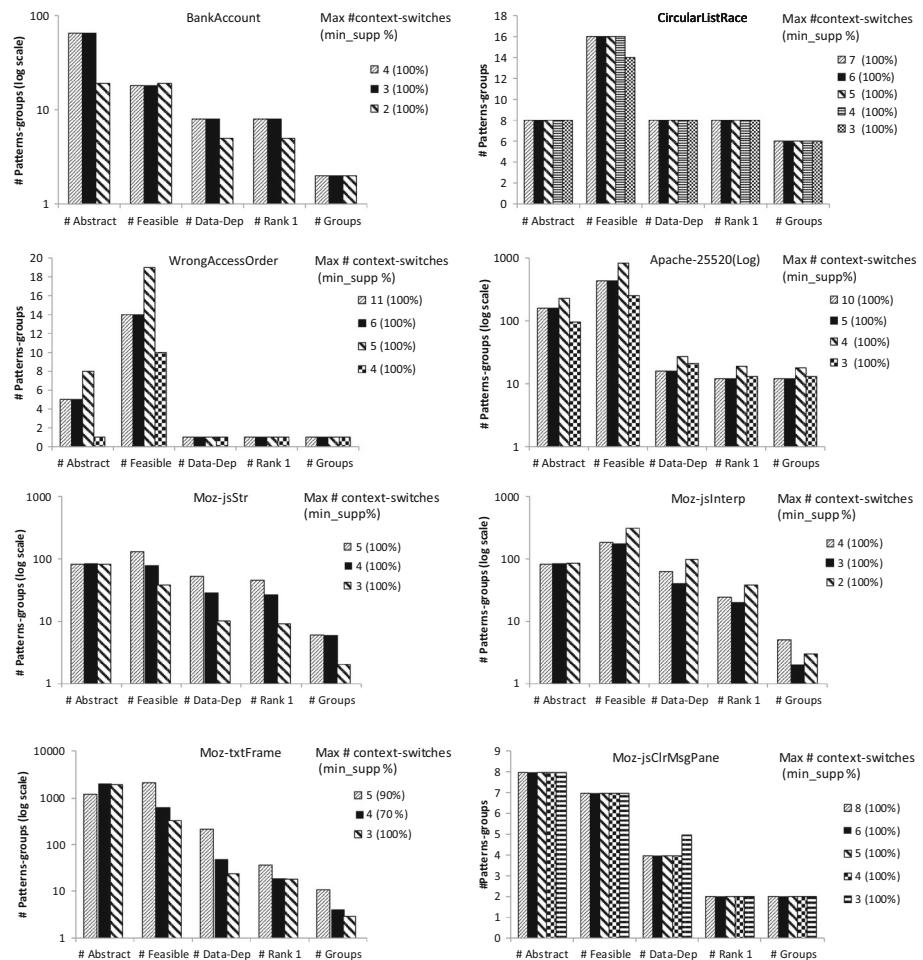 BankAccount
Max #context-switches
(min_supp %)
# Patterns-groups (log scale)
100
10
1
4 (100%)
3 (100%)
2 (100%)
# Abstract # Feasible # Data-Dep # Rank 1 # Groups
CircularListRace
Max #context-switches
(min_supp %)
# Patterns-groups
18
16
14
12
10
8
6
4
2
0
7 (100%)
6 (100%)
5 (100%)
4 (100%)
3 (100%)
# Abstract # Feasible # Data-Dep # Rank 1 # Groups
WrongAccessOrder
Max # context-switches
(min_supp %)
# Patterns-groups
20
18
16
14
12
10
8
6
4
2
0
11 (100%)
6 (100%)
5 (100%)
4 (100%)
# Abstract # Feasible # Data-Dep # Rank 1 # Groups
Apache-25520(Log)
Max # context-switches
(min_supp%)
# Patterns-groups (log scale)
1000
100
10
1
10 (100%)
5 (100%)
4 (100%)
3 (100%)
# Abstract # Feasible # Data-Dep # Rank 1 # Groups
Moz-jsStr
Max # context-switches
(min_supp%)
# Patterns-groups (log scale)
1000
100
10
1
5 (100%)
4 (100%)
3 (100%)
# Abstract # Feasible # Data-Dep # Rank 1 # Groups
Moz-jsInterp
Max # context-switches
(min_supp %)
# Patterns-groups (log scale)
1000
100
10
1
4 (100%)
3 (100%)
2 (100%)
# Abstract # Feasible # Data-Dep # Rank 1 # Groups
Moz-txtFrame
Max # context-switches
(min_supp %)
# Patterns-groups (log scale)
10000
1000
100
10
1
5 (90%)
4 (70 %)
3 (100%)
# Abstract # Feasible # Data-Dep # Rank 1 # Groups
Moz-jsClrMsgPane
Max # context-switches
(min_supp %)
#Patterns-groups
9
8
7
6
5
4
3
2
1
0
8 (100%)
6 (100%)
5 (100%)
4 (100%)
3 (100%)
# Abstract # Feasible # Data-Dep # Rank 1 # Groups